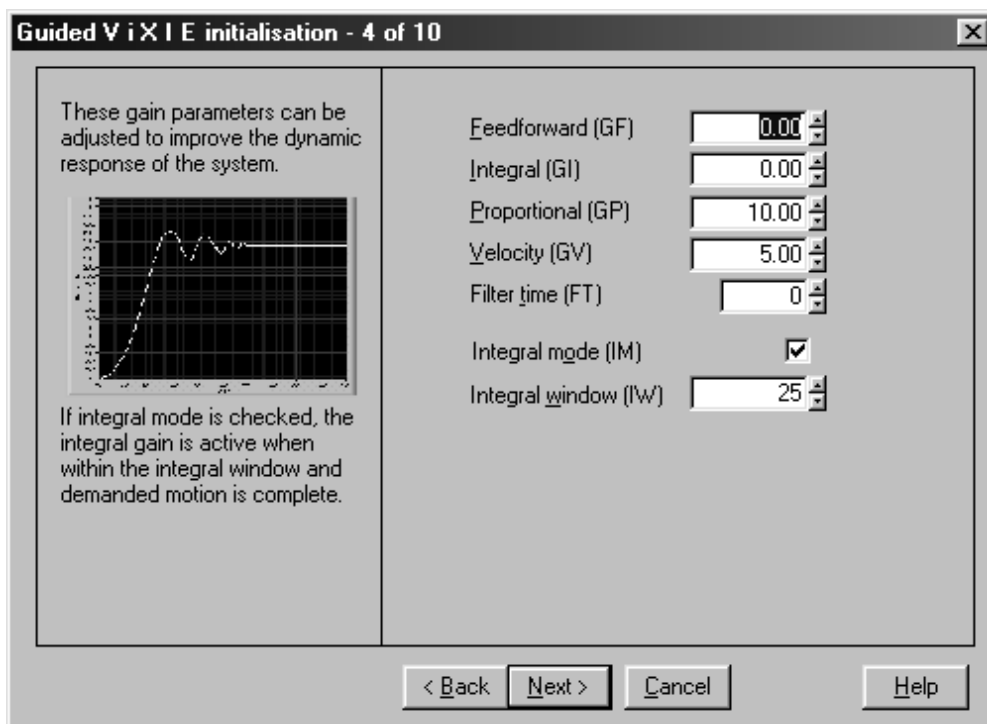 Guided V i X I E initialisation - 4 of 10
These gain parameters can be
adjusted to improve the dynamic
response of the system.
If integral mode is checked, the
integral gain is active when
within the integral window and
demanded motion is complete.
Feedforward (GF) 0.00
Integral (GI) 0.00
Proportional (GP) 10.00
Velocity (GV) 5.00
Filter time (FT) 0
Integral mode (IM)
Integral window (IW) 25
< Back Next > Cancel Help